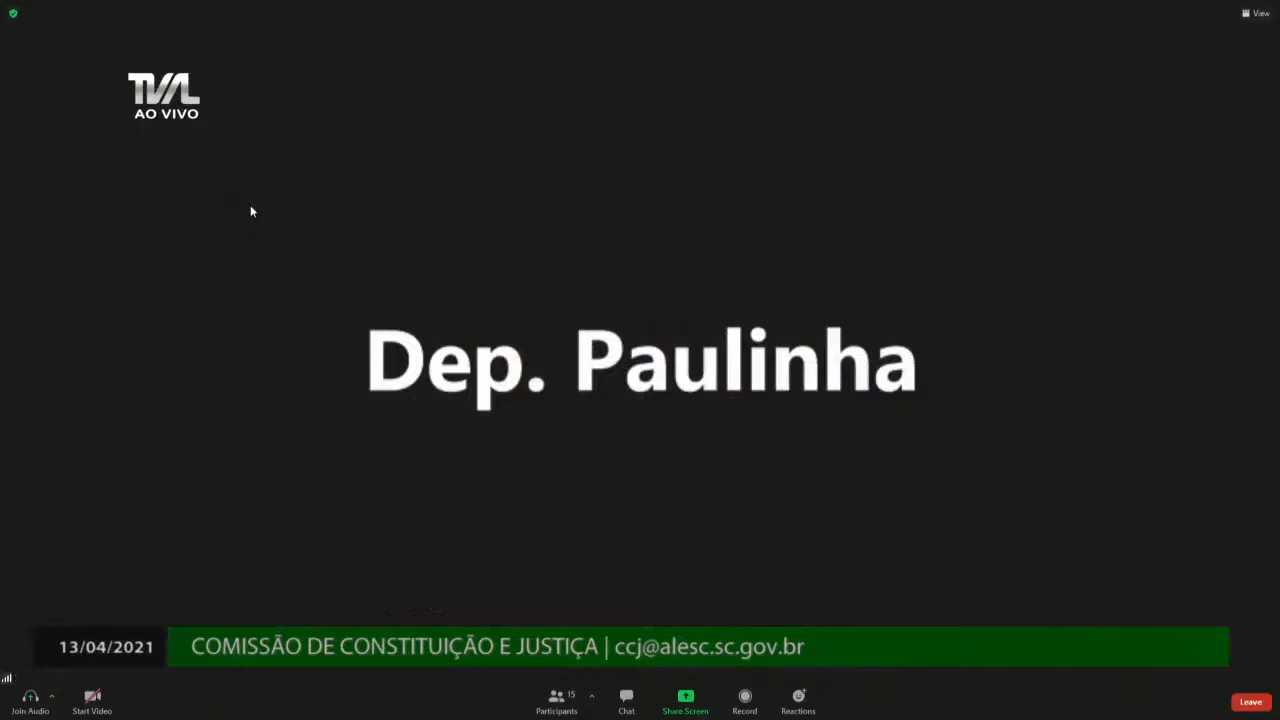 View
TVAL
AO VIVO
Dep. Paulinha
13/04/2021
COMISSÃO DE CONSTITUIÇÃO E JUSTIÇA | ccj@alesc.sc.gov.br
Join Audio
Start Video
15
Participants
Chat
Share Screen
Record
Reactions
Leave